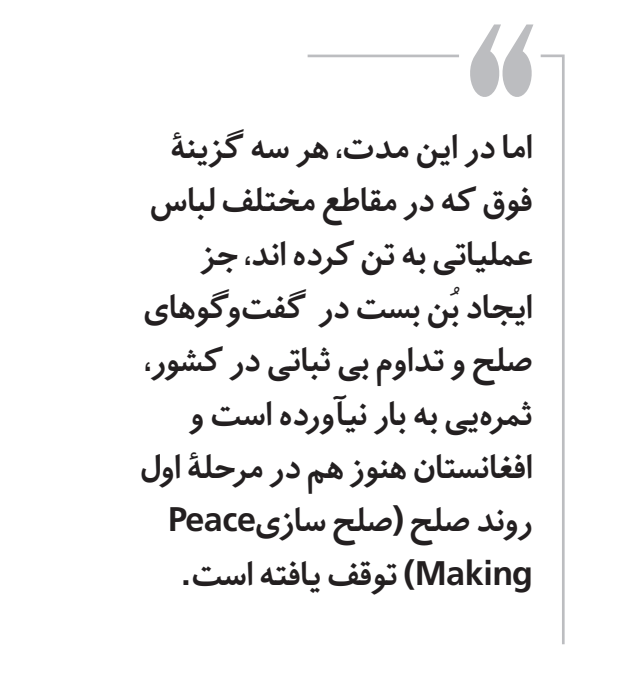 اما در این مدت، هر سه گزینهٔ
فوق که در مقاطع مختلف لباس
عملیاتی به تن کرده اند، جز
ایجاد بُن بست در گفت‌وگوهای
صلح و تداوم بی ثباتی در کشور،
ثمره‌یی به بار نیآورده است و
افغانستان هنوز هم در مرحلهٔ اول
روند صلح (صلح سازیPeace
Making) توقف یافته است.